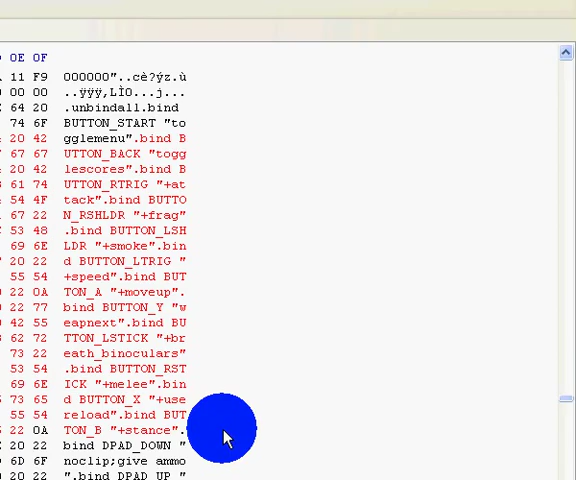 OE OF
11 F9 000000"..cè?ýz.ù
00 00 ..ÿÿÿ,LÌO...j...
64 20 .unbindall.bind
74 6F BUTTON_START "to
20 42 gglemenu".bind B
67 67 UTTON_BACK "togg
20 42 lescores".bind B
61 74 UTTON_RTRIG "+at
54 4F tack".bind BUTTO
67 22 N_RSHLDR "+frag"
53 48 .bind BUTTON_LSH
69 6E LDR "+smoke".bin
20 22 d BUTTON_LTRIG "
55 54 +speed".bind BUT
22 0A TON_A "+moveup".
22 77 bind BUTTON_Y "w
42 55 eapnext".bind BU
62 72 TTON_LSTICK "+br
73 22 eath_binoculars"
53 54 .bind BUTTON_RST
69 6E ICK "+melee".bin
73 65 d BUTTON_X "+use
55 54 reload".bind BUT
22 0A TON_B "+stance".
20 22 bind DPAD_DOWN "
6D 6F noclip;give ammo
20 22 ".bind DPAD_UP "